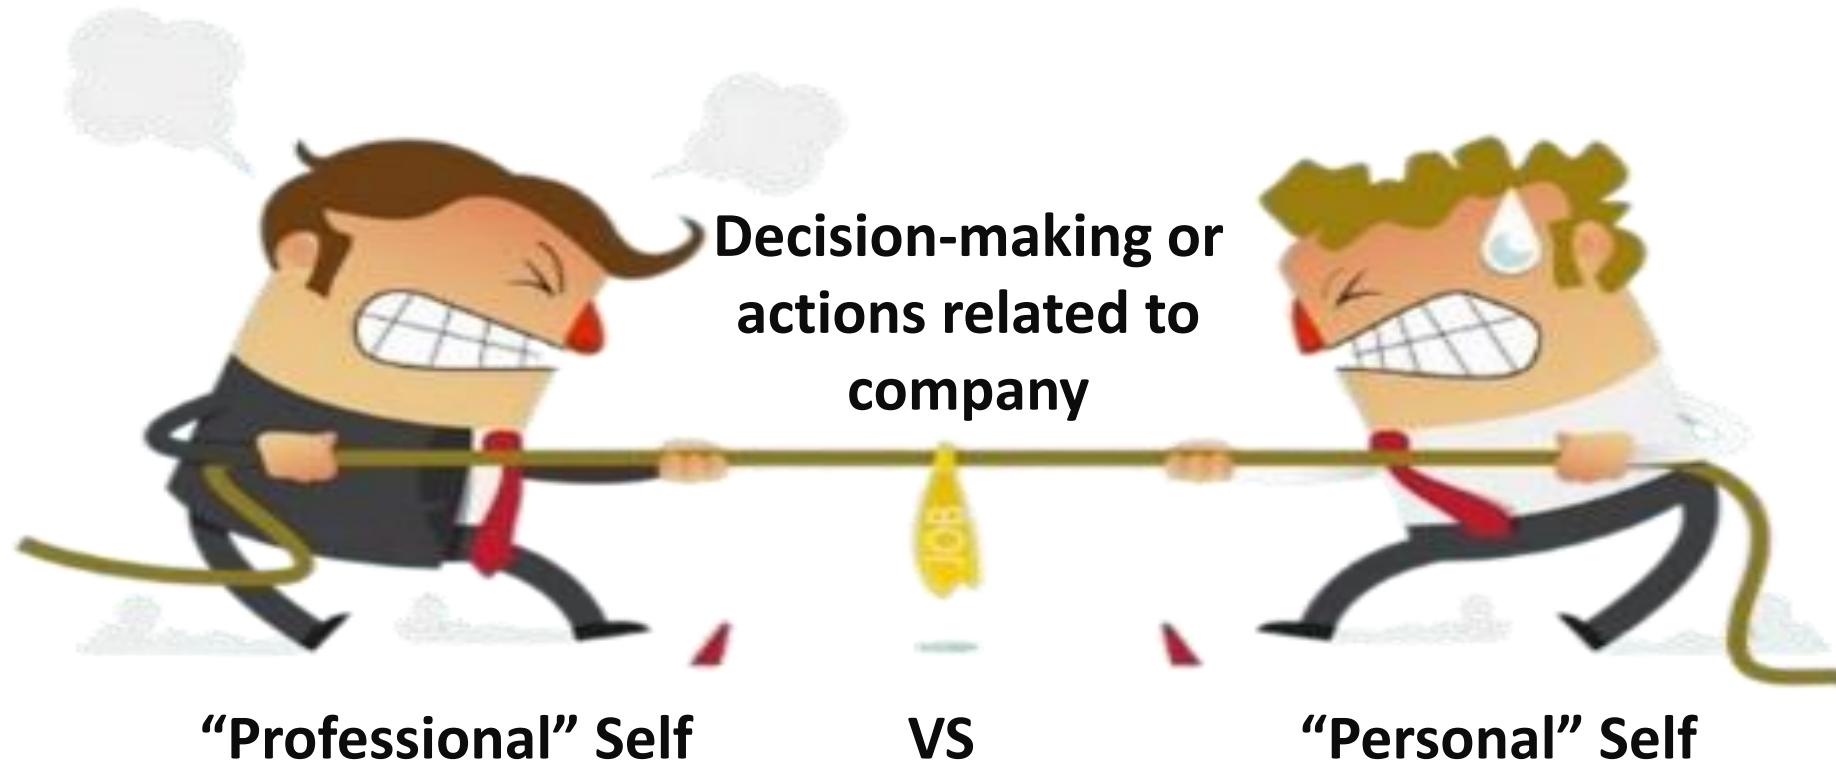 Decision-making or
actions related to
company
JOB
“Professional” Self
VS
“Personal” Self